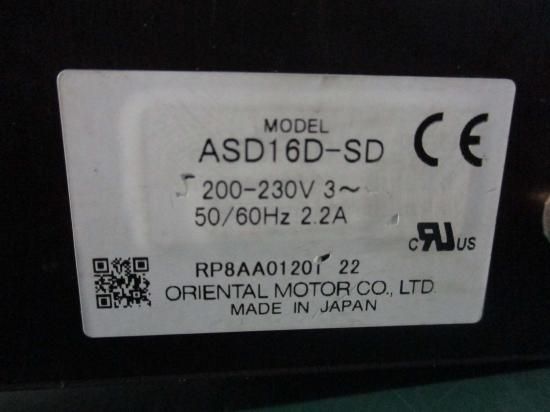 MODEL
ASD16D-SD
200-230V 3~
50/60Hz 2.2A
CE
c RU US
RP8AA01201 22
ORIENTAL MOTOR CO., LTD.
MADE IN JAPAN